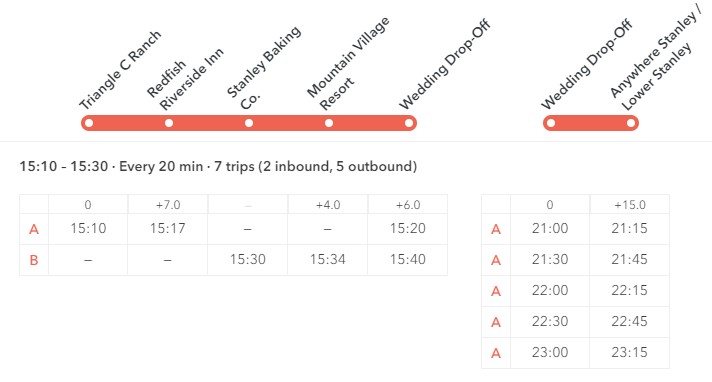 Triangle C Ranch
Redfish
Riverside Inn
Stanley Baking
Co.
Mountain Village
Resort
Wedding Drop-Off
Wedding Drop-Off
Anywhere Stanley /
Lower Stanley
15:10 – 15:30 · Every 20 min · 7 trips (2 inbound, 5 outbound)
0 +7.0 – +4.0 +6.0
A 15:10 15:17 – – 15:20
B – – 15:30 15:34 15:40
0 +15.0
A 21:00 21:15
A 21:30 21:45
A 22:00 22:15
A 22:30 22:45
A 23:00 23:15